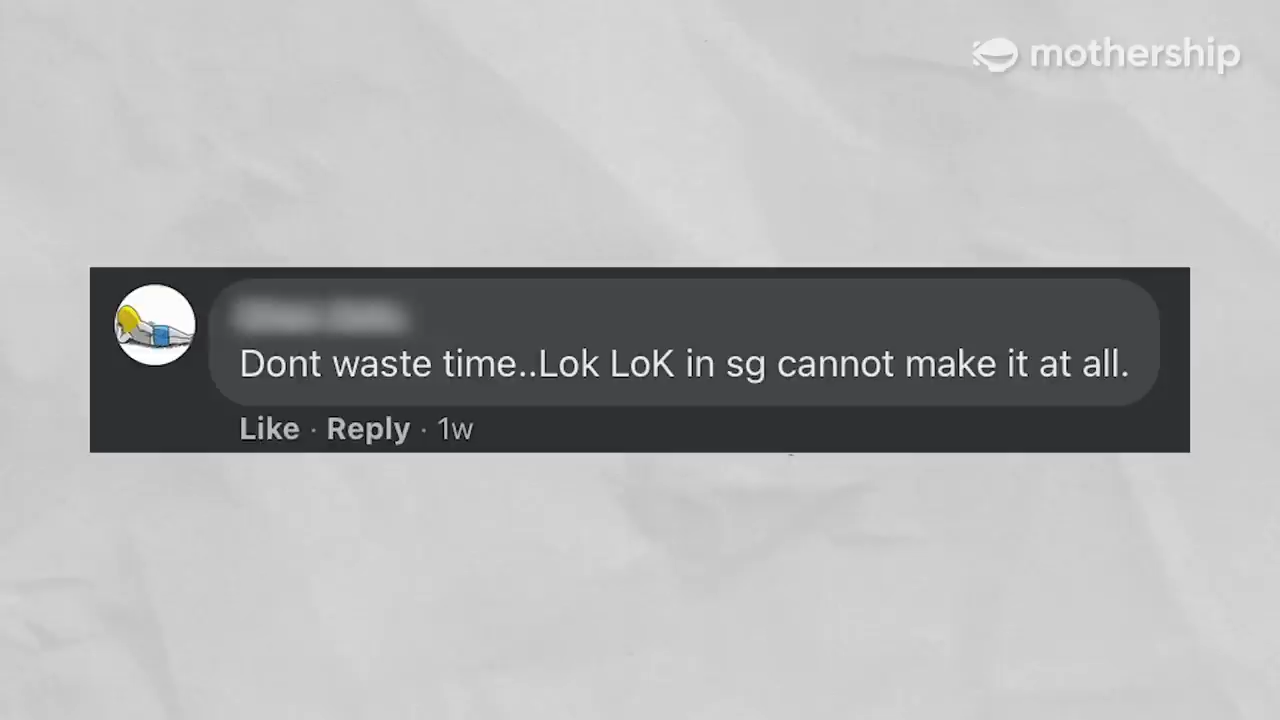 mothership
Dont waste time..Lok LoK in sg cannot make it at all.
Like · Reply · 1w